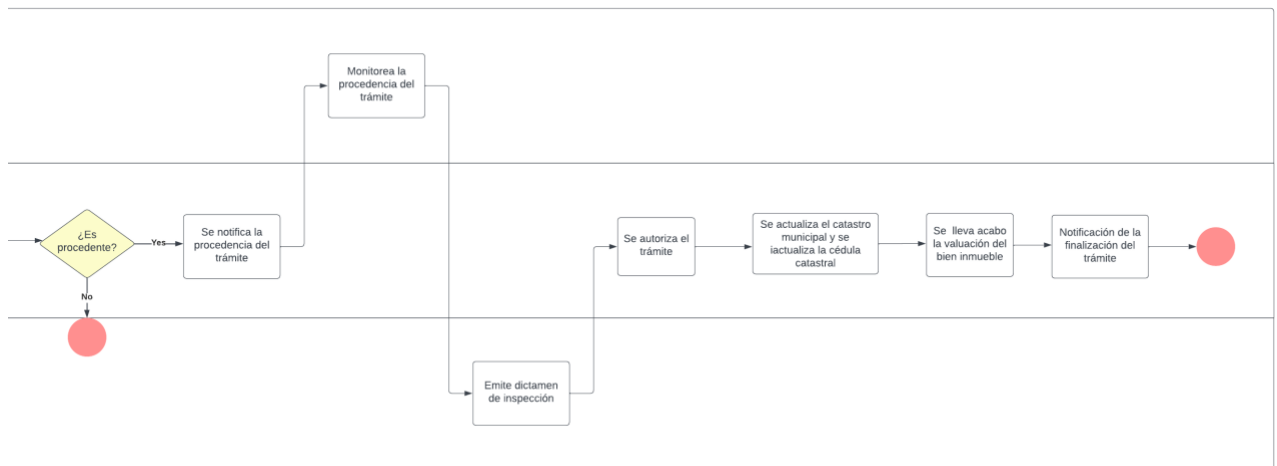 Monitorea la
procedencia del
trámite
¿Es
procedente?
Yes
No
Se notifica la
procedencia del
trámite
Emite dictamen
de inspección
Se autoriza el
trámite
Se actualiza el catastro
municipal y se
iactualiza la cédula
catastral
Se lleva acabo
la valuación del
bien inmueble
Notificación de la
finalización del
trámite